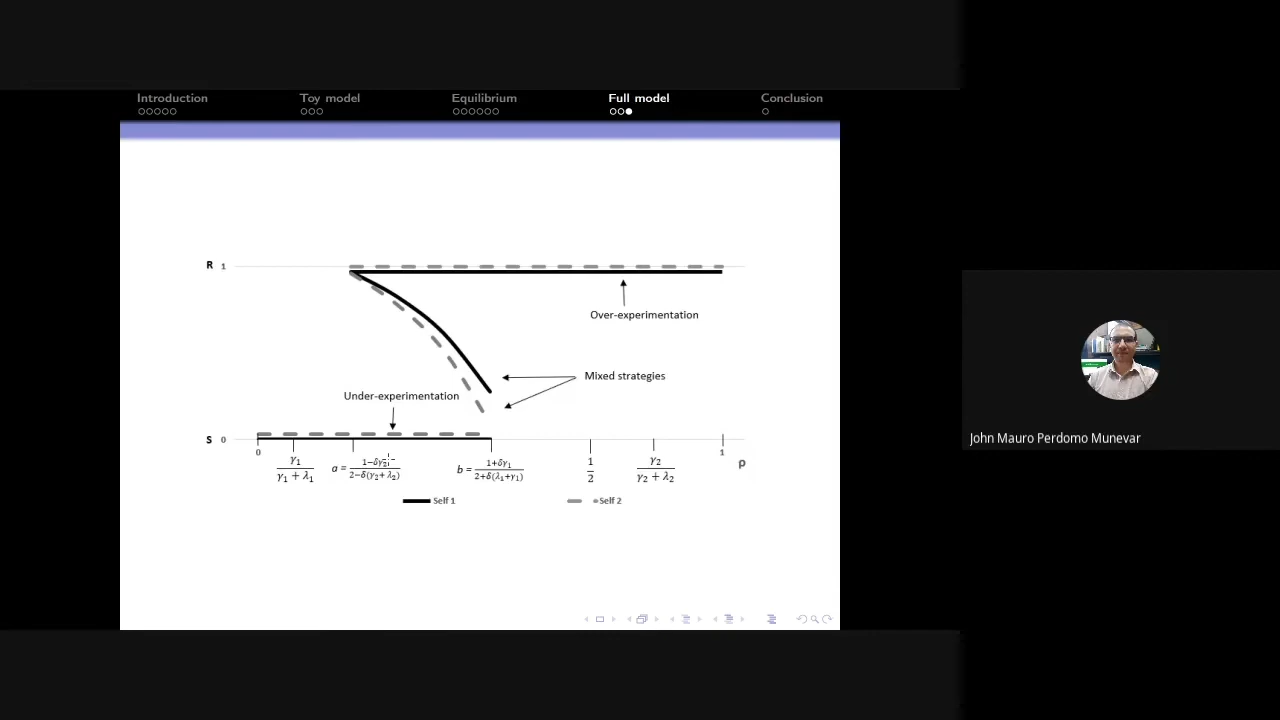 Introduction Toy model Equilibrium Full model Conclusion
R 1
Over-experimentation
Mixed strategies
Under-experimentation
S 0
0 1
γ₁/(γ₁ + λ₁) a = (1−δγ₂)/(2−δ(γ₂+λ₂)) b = (1+δγ₁)/(2+δ(λ₁+γ₁)) 1/2 γ₂/(γ₂ + λ₂) p
Self 1 Self 2
John Mauro Perdomo Munevar